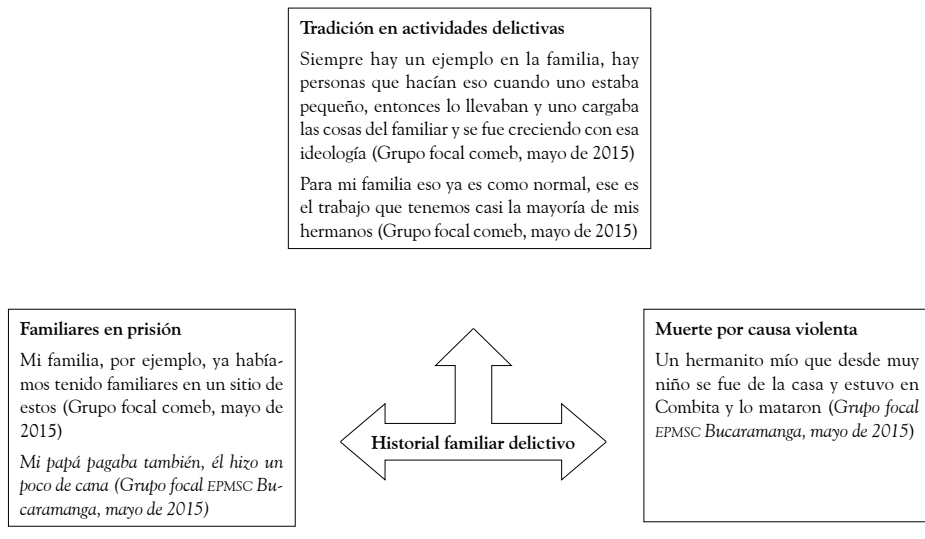 Tradición en actividades delictivas
Siempre hay un ejemplo en la familia, hay
personas que hacían eso cuando uno estaba
pequeño, entonces lo llevaban y uno cargaba
las cosas del familiar y se fue creciendo con esa
ideología (Grupo focal comeb, mayo de 2015)
Para mi familia eso ya es como normal, ese es
el trabajo que tenemos casi la mayoría de mis
hermanos (Grupo focal comeb, mayo de 2015)
Familiares en prisión
Mi familia, por ejemplo, ya había-
mos tenido familiares en un sitio de
estos (Grupo focal comeb, mayo de
2015)
Mi papá pagaba también, él hizo un
poco de cana (Grupo focal EPMSC Bu-
caramanga, mayo de 2015)
Historial familiar delictivo
Muerte por causa violenta
Un hermanito mío que desde muy
niño se fue de la casa y estuvo en
Combita y lo mataron (Grupo focal
EPMSC Bucaramanga, mayo de 2015)